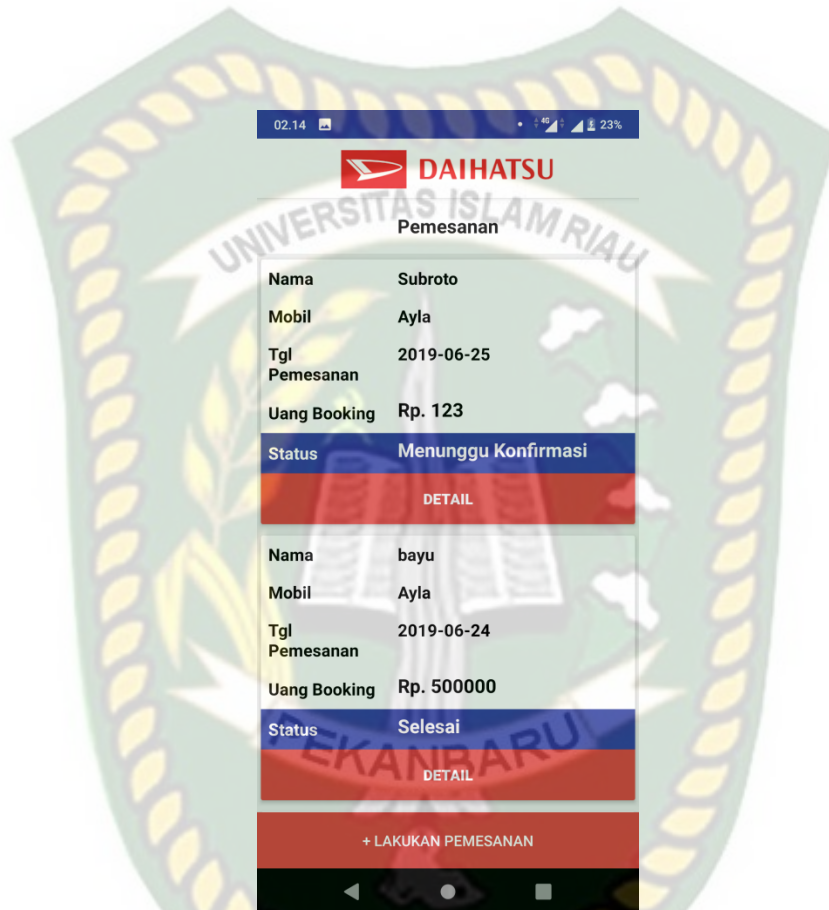 02.14 4G 23%
DAIHATSU
UNIVERSITAS ISLAM RIAU
Pemesanan
Nama Subroto
Mobil Ayla
Tgl 2019-06-25
Pemesanan
Uang Booking Rp. 123
Status Menunggu Konfirmasi
DETAIL
Nama bayu
Mobil Ayla
Tgl 2019-06-24
Pemesanan
Uang Booking Rp. 500000
Status Selesai
PEKANBARU
DETAIL
+ LAKUKAN PEMESANAN